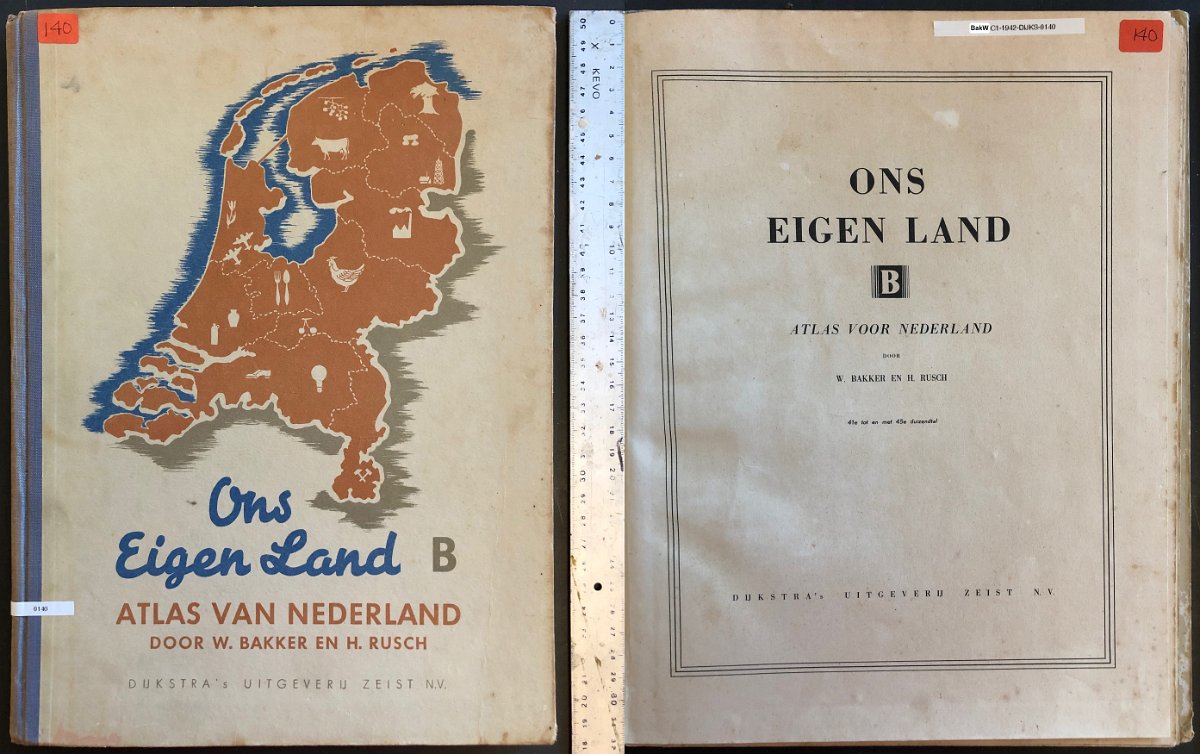 140
Ons
Eigen Land B
ATLAS VAN NEDERLAND
DOOR W. BAKKER EN H. RUSCH
DIJKSTRA's UITGEVERIJ ZEIST N.V.
0140
KEVO
BakW C1-1942-DIJKS-0140
140
ONS
EIGEN LAND
B
ATLAS VOOR NEDERLAND
DOOR
W. BAKKER EN H. RUSCH
41e tot en met 45e duizendtal
DIJKSTRA's UITGEVERIJ ZEIST N.V.